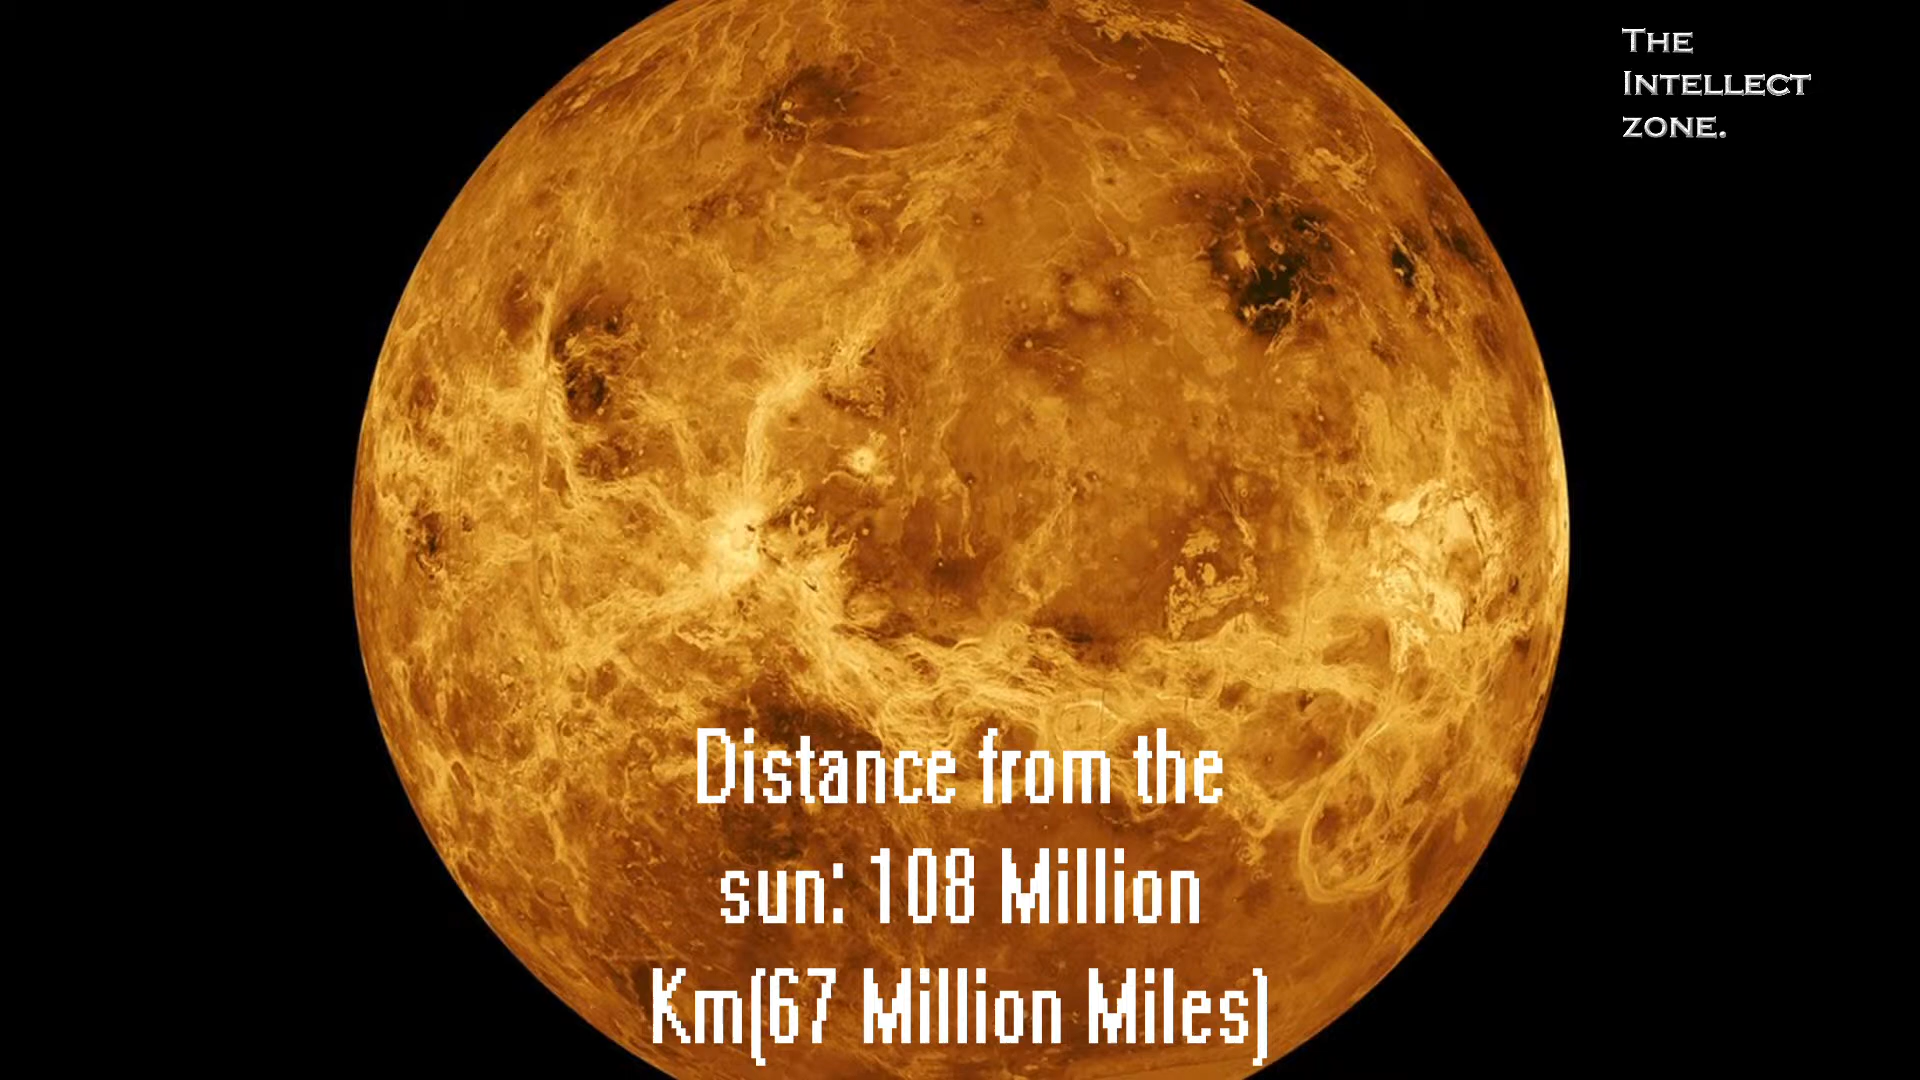 The
Intellect
zone.
Distance from the
sun: 108 Million
Km(67 Million Miles)